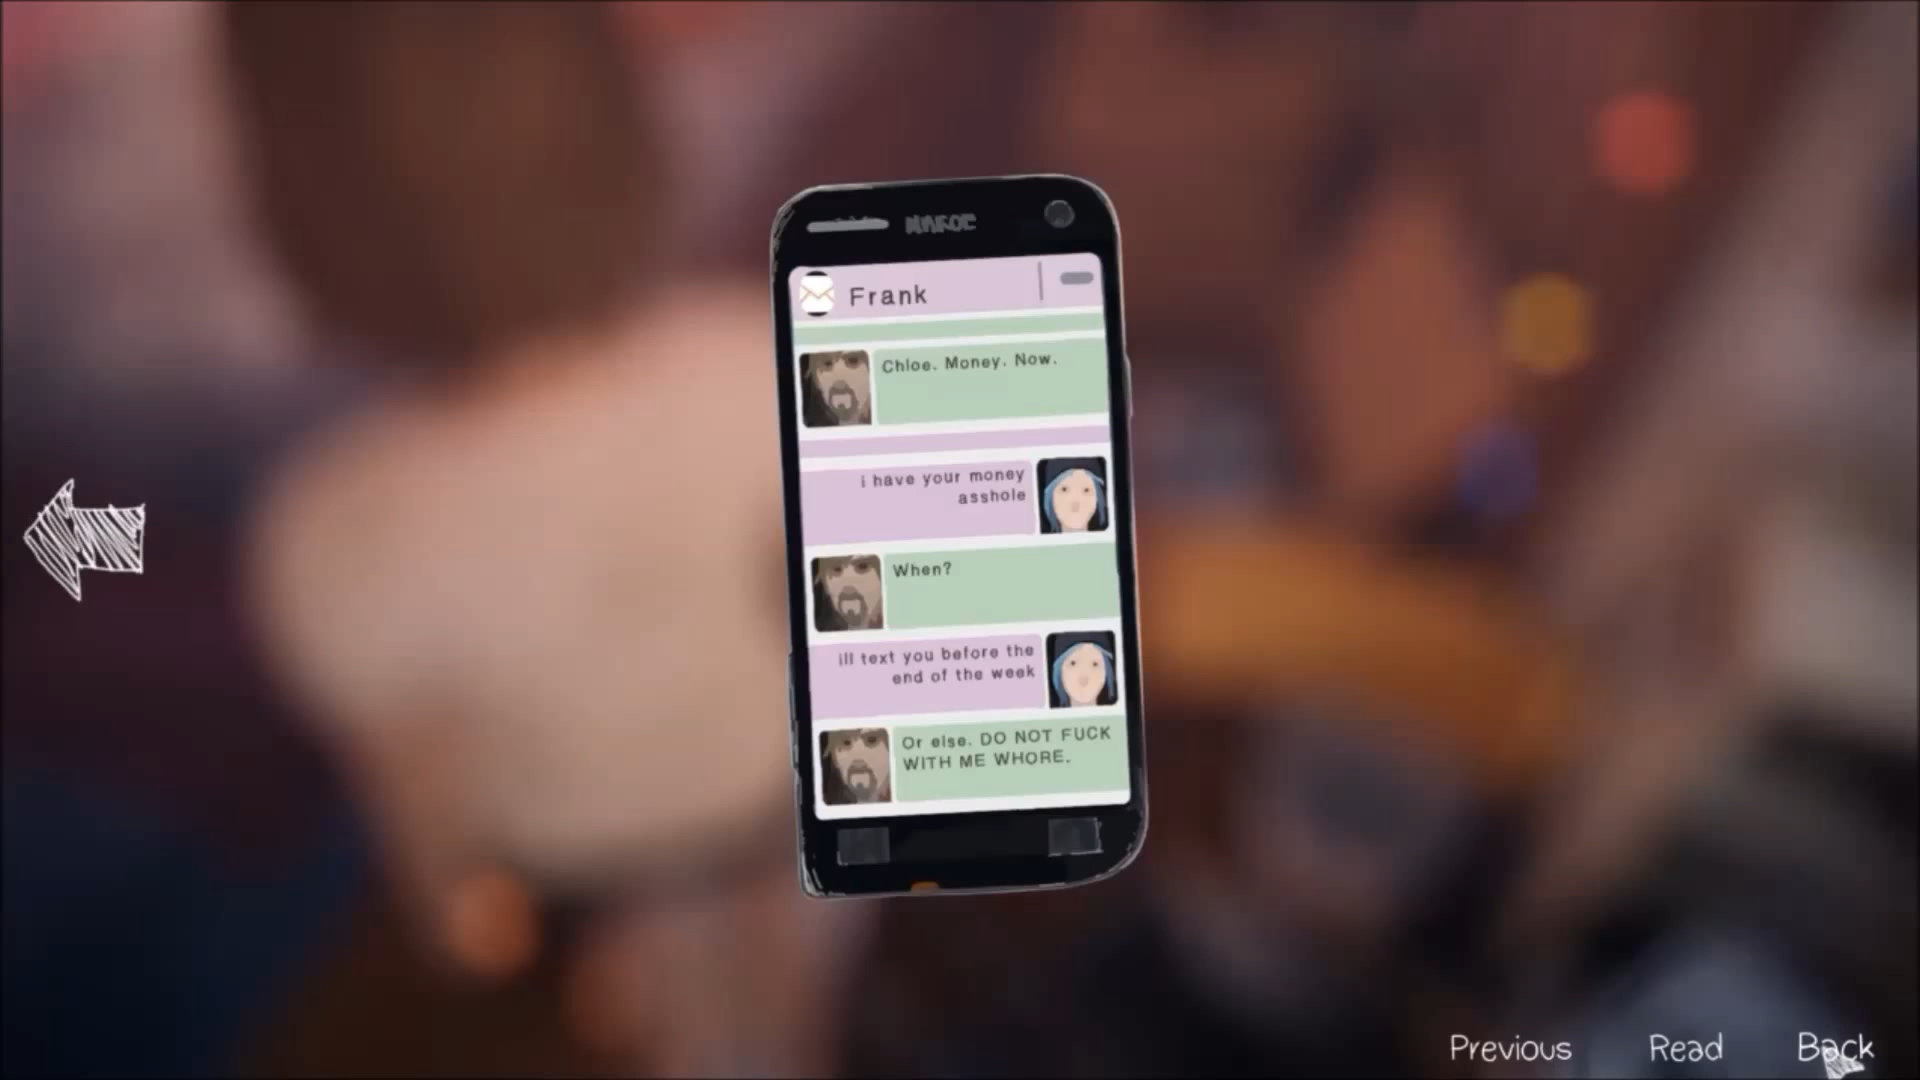 Frank
Chloe. Money. Now.
i have your money
asshole
When?
ill text you before the
end of the week
Or else. DO NOT FUCK
WITH ME WHORE.
Previous
Read
Back